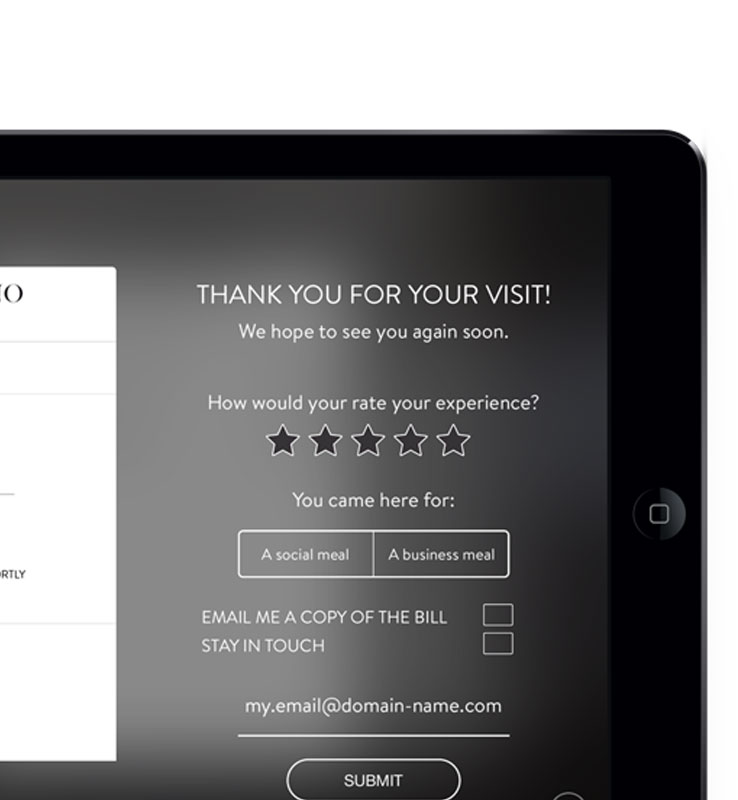 THANK YOU FOR YOUR VISIT!
We hope to see you again soon.
How would your rate your experience?
You came here for:
A social meal
A business meal
EMAIL ME A COPY OF THE BILL
STAY IN TOUCH
my.email@domain-name.com
SUBMIT